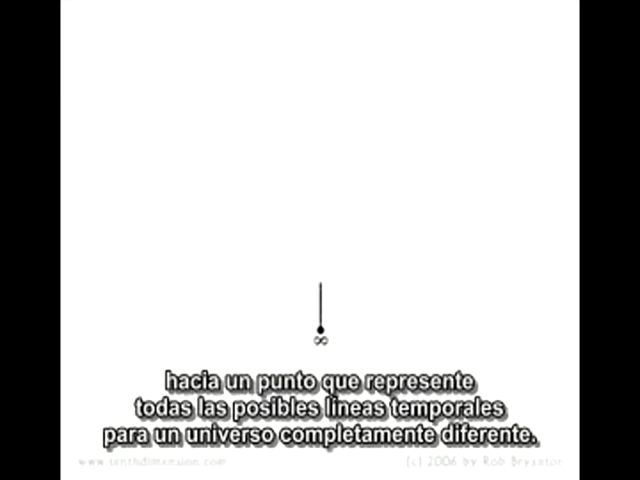 ∞
hacia un punto que represente
todas las posibles líneas temporales
para un universo completamente diferente.
www.tenthdimension.com
(c) 2006 by Rob Bryanton